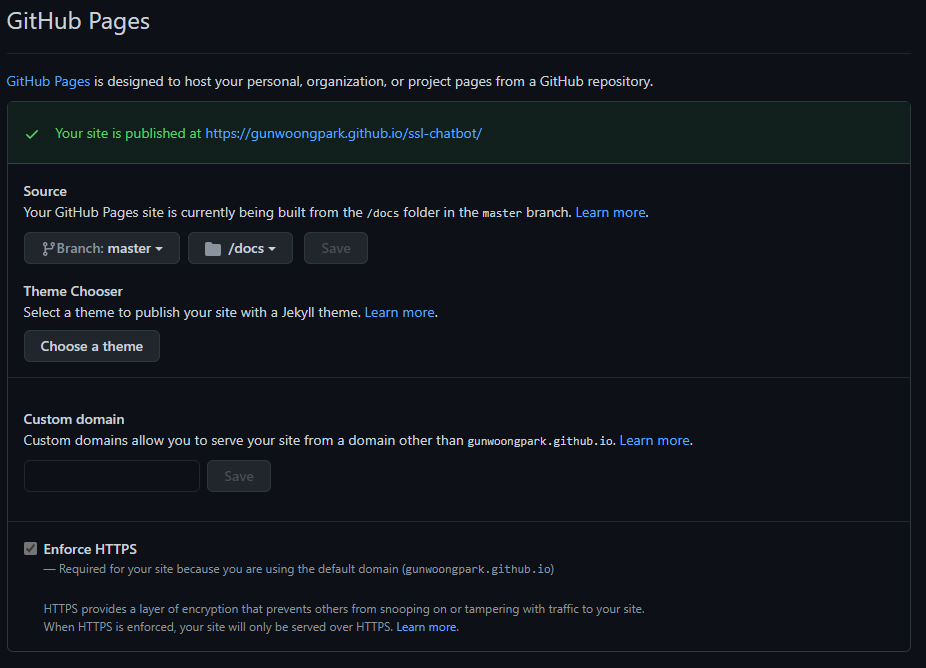 GitHub Pages
GitHub Pages is designed to host your personal, organization, or project pages from a GitHub repository.
Your site is published at https://gunwoongpark.github.io/ssl-chatbot/
Source
Your GitHub Pages site is currently being built from the /docs folder in the master branch. Learn more.
Branch: master /docs Save
Theme Chooser
Select a theme to publish your site with a Jekyll theme. Learn more.
Choose a theme
Custom domain
Custom domains allow you to serve your site from a domain other than gunwoongpark.github.io. Learn more.
Save
Enforce HTTPS
— Required for your site because you are using the default domain (gunwoongpark.github.io)
HTTPS provides a layer of encryption that prevents others from snooping on or tampering with traffic to your site.
When HTTPS is enforced, your site will only be served over HTTPS. Learn more.